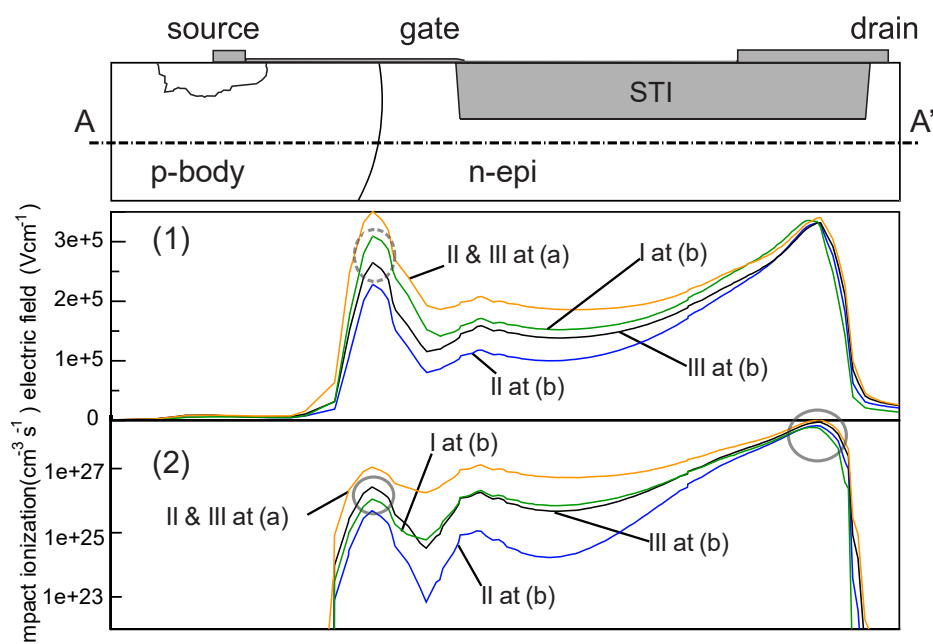 source gate drain
STI
A A'
p-body n-epi
(1)
3e+5
2e+5
1e+5
0
electric field (Vcm⁻¹)
II & III at (a)
I at (b)
III at (b)
II at (b)
(2)
1e+27
1e+25
1e+23
mpact ionization(cm⁻³ s⁻¹)
I at (b)
II & III at (a)
III at (b)
II at (b)